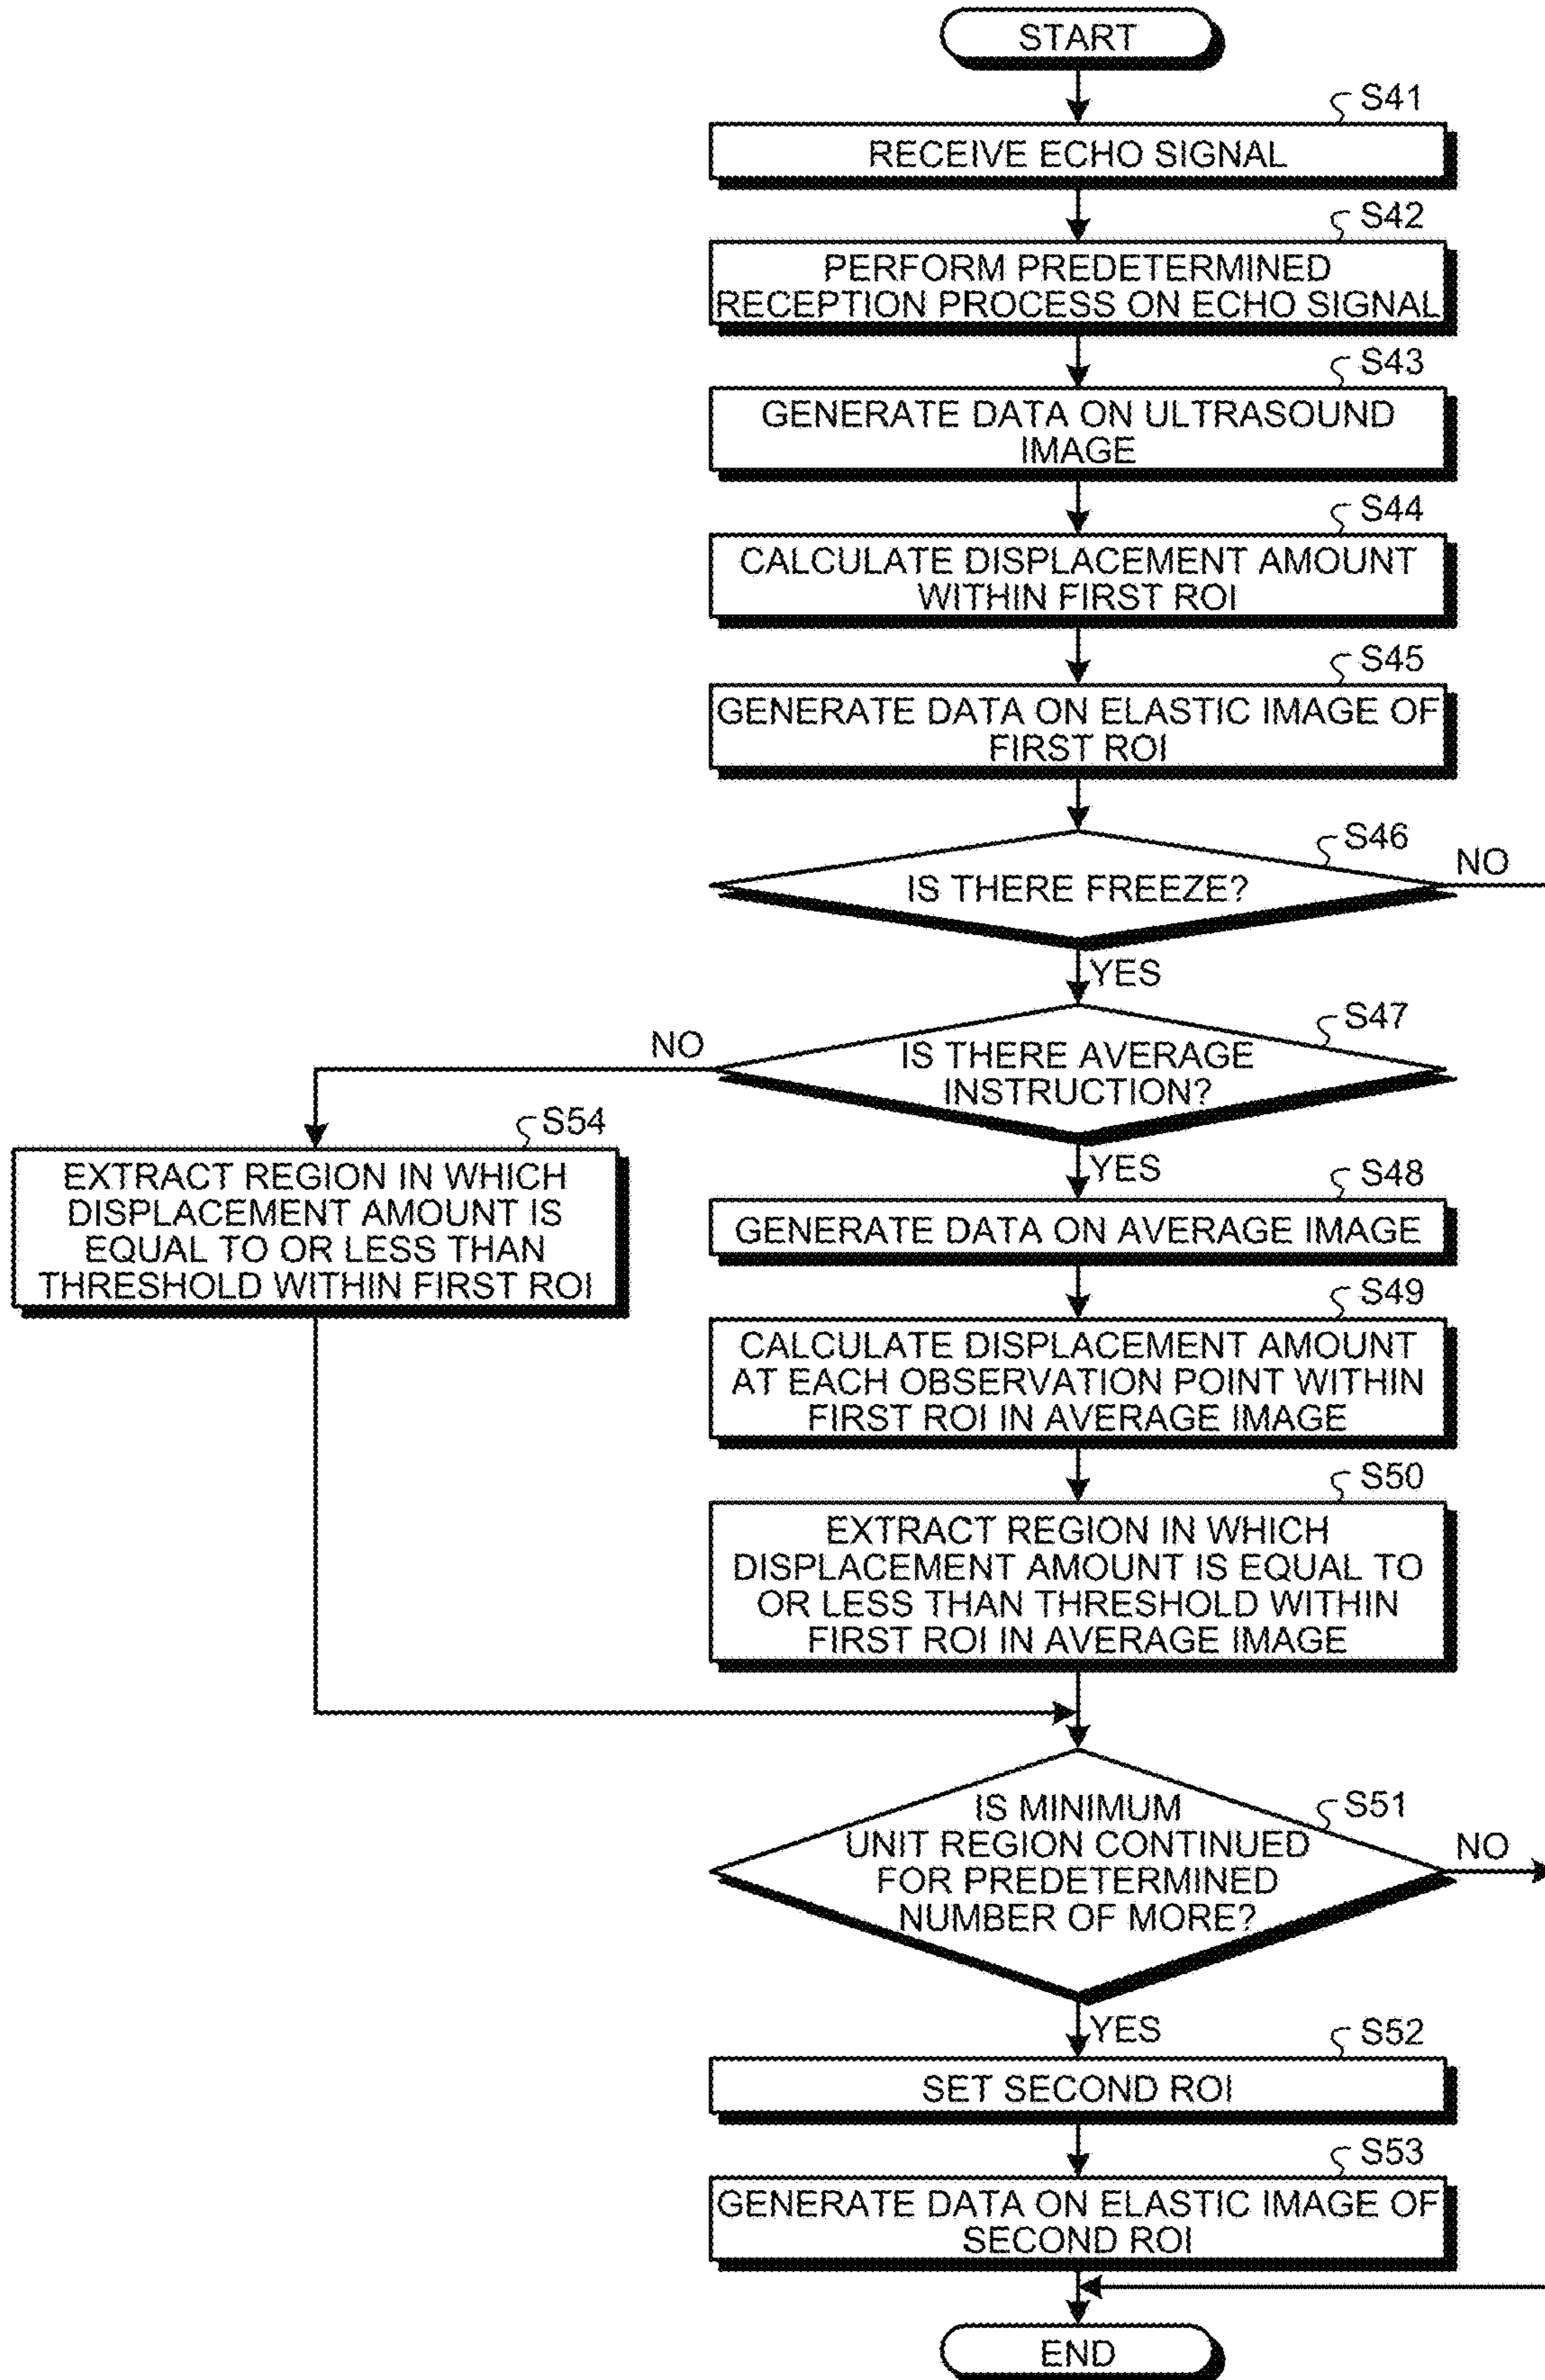 START
S41
RECEIVE ECHO SIGNAL
S42
PERFORM PREDETERMINED
RECEPTION PROCESS ON ECHO SIGNAL
S43
GENERATE DATA ON ULTRASOUND
IMAGE
S44
CALCULATE DISPLACEMENT AMOUNT
WITHIN FIRST ROI
S45
GENERATE DATA ON ELASTIC IMAGE OF
FIRST ROI
S46
IS THERE FREEZE?
NO
YES
S47
IS THERE AVERAGE
INSTRUCTION?
NO
YES
S54
EXTRACT REGION IN WHICH
DISPLACEMENT AMOUNT IS
EQUAL TO OR LESS THAN
THRESHOLD WITHIN FIRST ROI
S48
GENERATE DATA ON AVERAGE IMAGE
S49
CALCULATE DISPLACEMENT AMOUNT
AT EACH OBSERVATION POINT WITHIN
FIRST ROI IN AVERAGE IMAGE
S50
EXTRACT REGION IN WHICH
DISPLACEMENT AMOUNT IS EQUAL TO
OR LESS THAN THRESHOLD WITHIN
FIRST ROI IN AVERAGE IMAGE
S51
IS MINIMUM
UNIT REGION CONTINUED
FOR PREDETERMINED
NUMBER OF MORE?
NO
YES
S52
SET SECOND ROI
S53
GENERATE DATA ON ELASTIC IMAGE OF
SECOND ROI
END